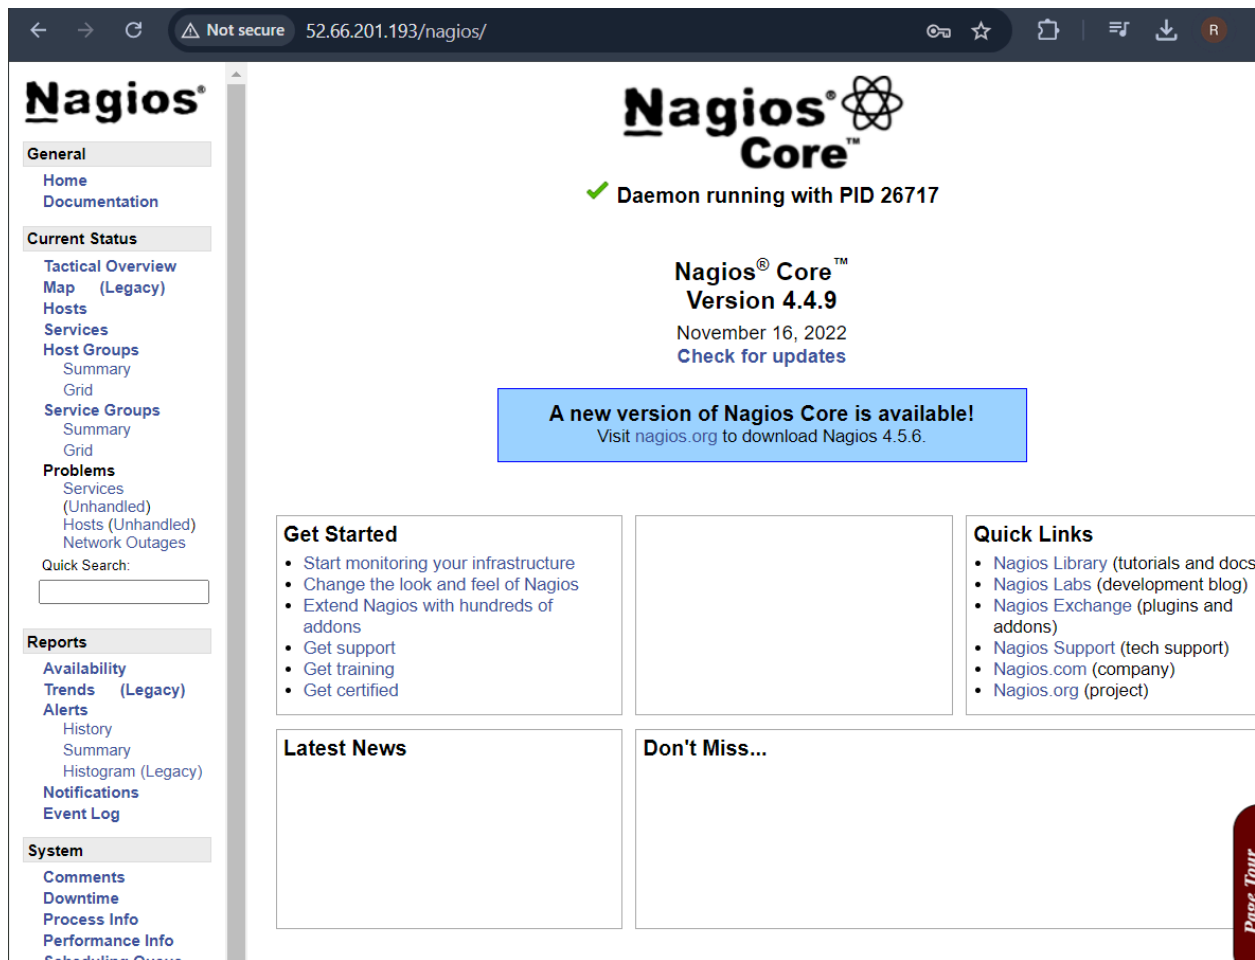 Not secure 52.66.201.193/nagios/
R
Nagios®
General
Home
Documentation
Current Status
Tactical Overview
Map (Legacy)
Hosts
Services
Host Groups
Summary
Grid
Service Groups
Summary
Grid
Problems
Services
(Unhandled)
Hosts (Unhandled)
Network Outages
Quick Search:
Reports
Availability
Trends (Legacy)
Alerts
History
Summary
Histogram (Legacy)
Notifications
Event Log
System
Comments
Downtime
Process Info
Performance Info
Scheduling Queue
Nagios®
Core™
Daemon running with PID 26717
Nagios® Core™
Version 4.4.9
November 16, 2022
Check for updates
A new version of Nagios Core is available!
Visit nagios.org to download Nagios 4.5.6.
Get Started
• Start monitoring your infrastructure
• Change the look and feel of Nagios
• Extend Nagios with hundreds of
addons
• Get support
• Get training
• Get certified
Quick Links
• Nagios Library (tutorials and docs
• Nagios Labs (development blog)
• Nagios Exchange (plugins and
addons)
• Nagios Support (tech support)
• Nagios.com (company)
• Nagios.org (project)
Latest News
Don't Miss...
Page Tour